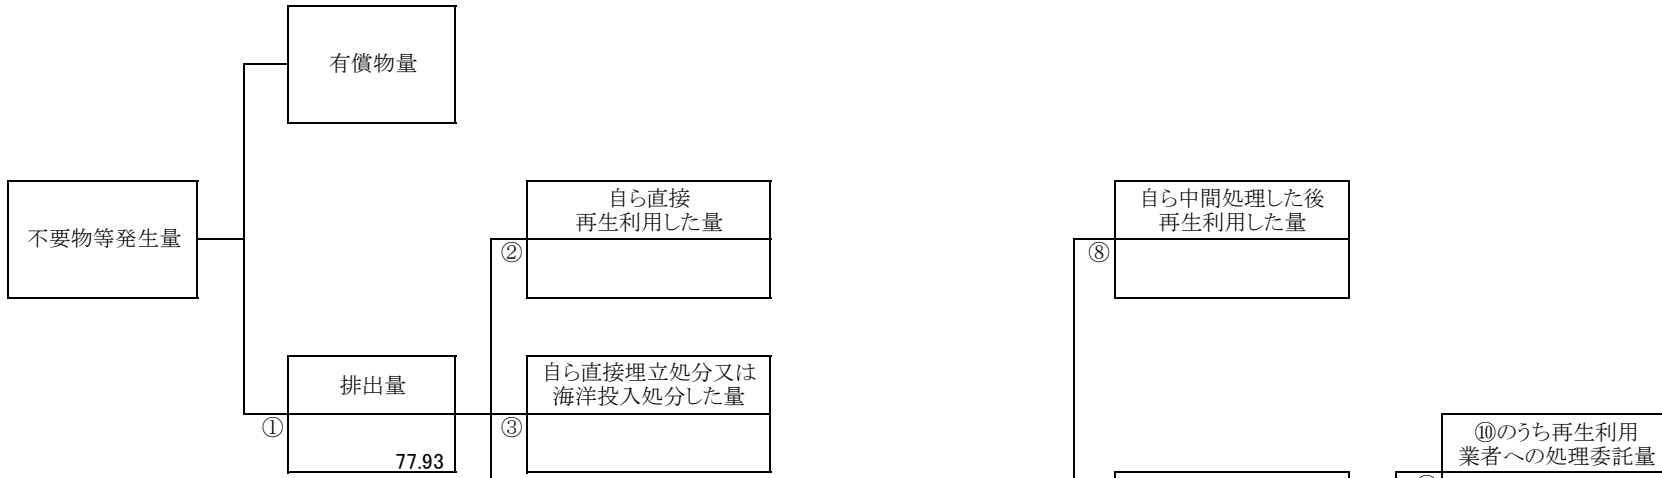 有償物量
不要物等発生量
自ら直接
再生利用した量
②
自ら中間処理した後
再生利用した量
⑧
排出量
①
77.93
自ら直接埋立処分又は
海洋投入処分した量
③
⑩のうち再生利用
業者への処理委託量